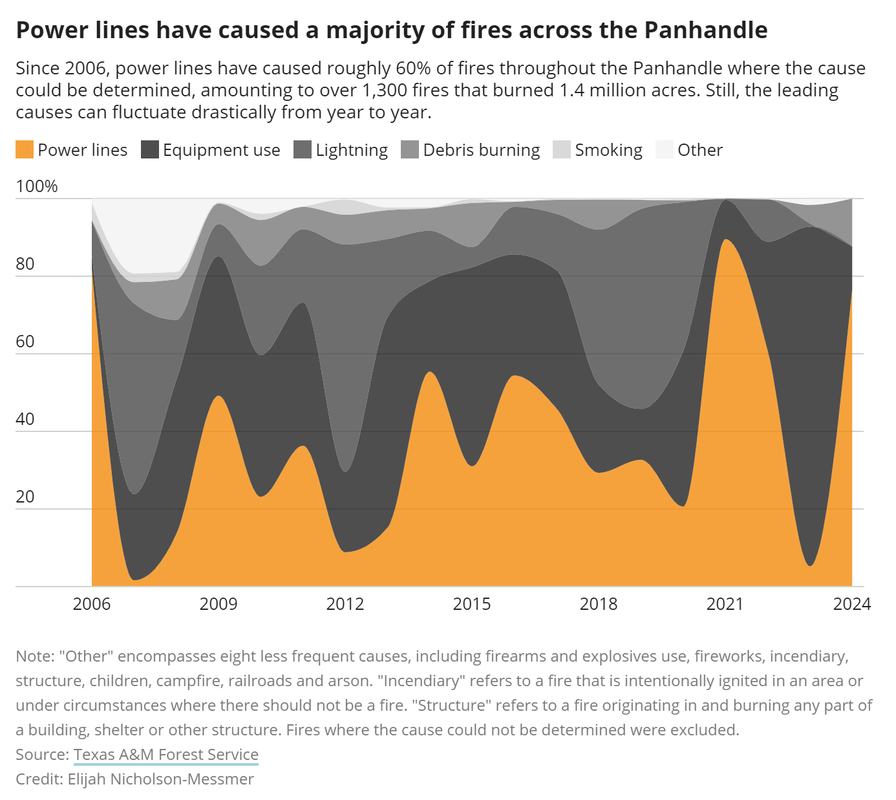 Power lines have caused a majority of fires across the Panhandle
Since 2006, power lines have caused roughly 60% of fires throughout the Panhandle where the cause
could be determined, amounting to over 1,300 fires that burned 1.4 million acres. Still, the leading
causes can fluctuate drastically from year to year.
Power lines Equipment use Lightning Debris burning Smoking Other
100%
80
60
40
20
2006 2009 2012 2015 2018 2021 2024
Note: "Other" encompasses eight less frequent causes, including firearms and explosives use, fireworks, incendiary,
structure, children, campfire, railroads and arson. "Incendiary" refers to a fire that is intentionally ignited in an area or
under circumstances where there should not be a fire. "Structure" refers to a fire originating in and burning any part of
a building, shelter or other structure. Fires where the cause could not be determined were excluded.
Source: Texas A&M Forest Service
Credit: Elijah Nicholson-Messmer